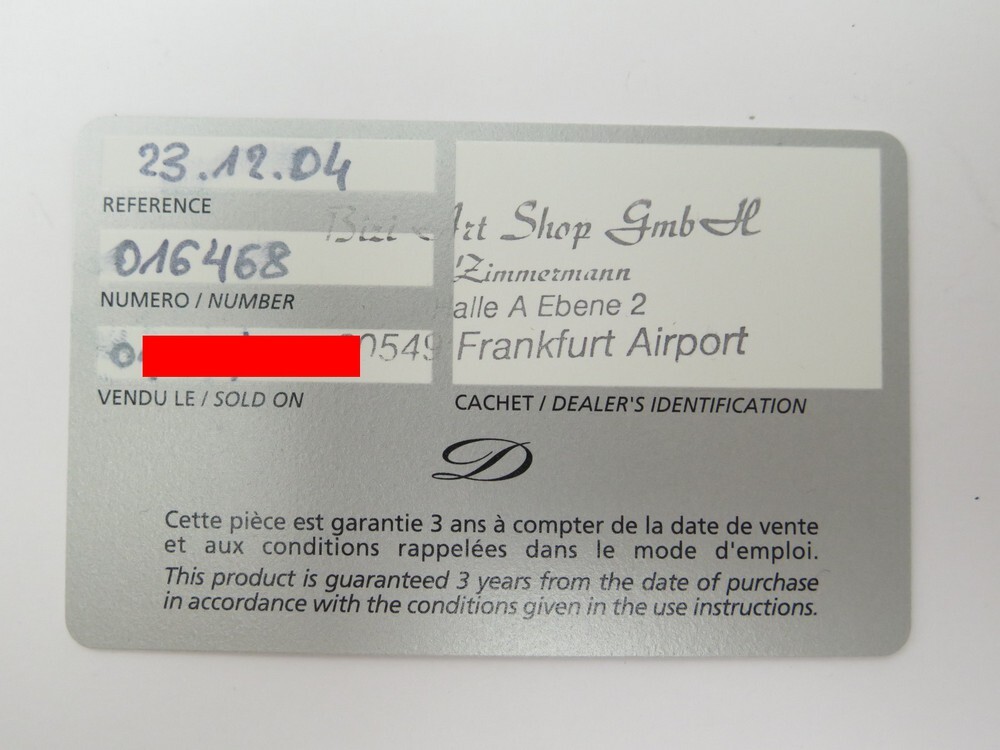 23.12.04
REFERENCE
016468
NUMERO / NUMBER
VENDU LE / SOLD ON
Art Shop GmbH
Zimmermann
Halle A Ebene 2
60549 Frankfurt Airport
CACHET / DEALER'S IDENTIFICATION
D
Cette pièce est garantie 3 ans à compter de la date de vente
et aux conditions rappelées dans le mode d'emploi.
This product is guaranteed 3 years from the date of purchase
in accordance with the conditions given in the use instructions.